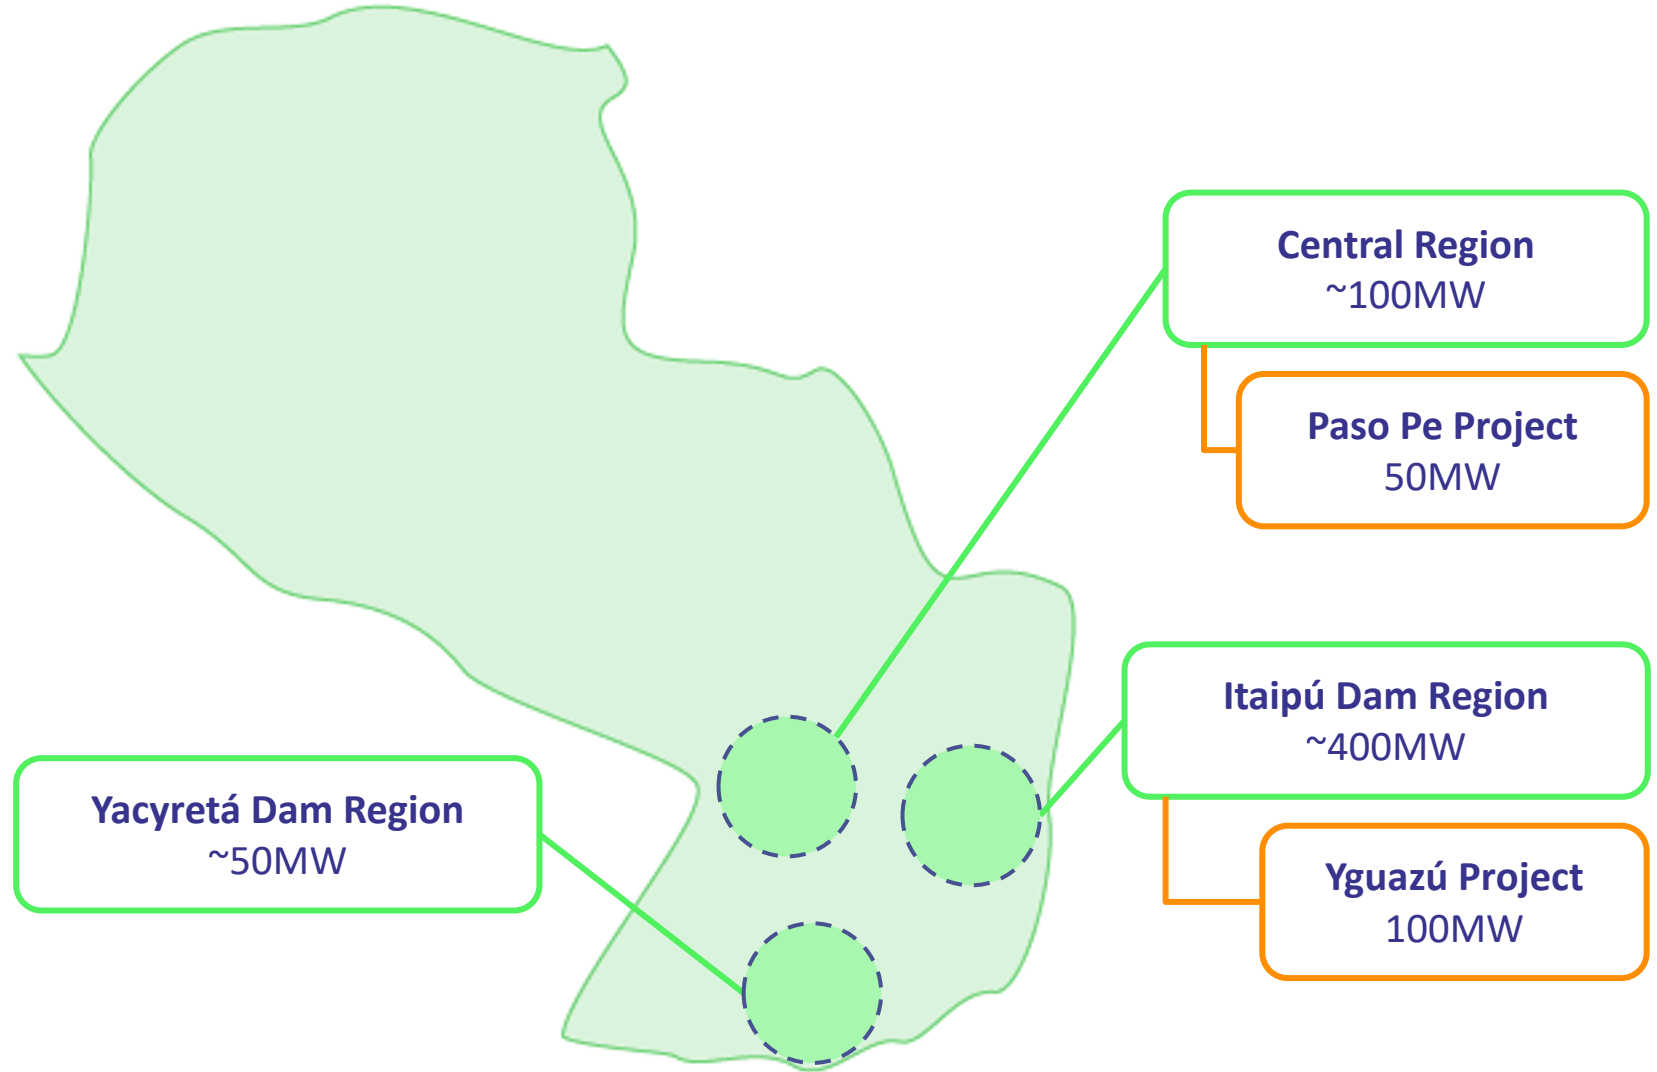 Central Region
~100MW
Paso Pe Project
50MW
Itaipú Dam Region
~400MW
Yguazú Project
100MW
Yacyretá Dam Region
~50MW